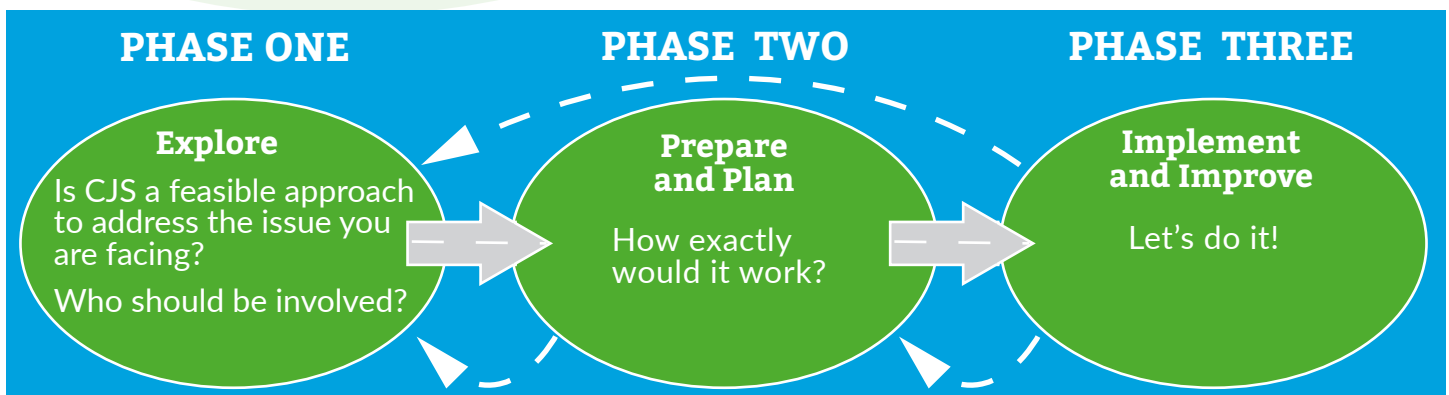 PHASE ONE
Explore
Is CJS a feasible approach
to address the issue you
are facing?
Who should be involved?
PHASE TWO
Prepare
and Plan
How exactly
would it work?
PHASE THREE
Implement
and Improve
Let's do it!